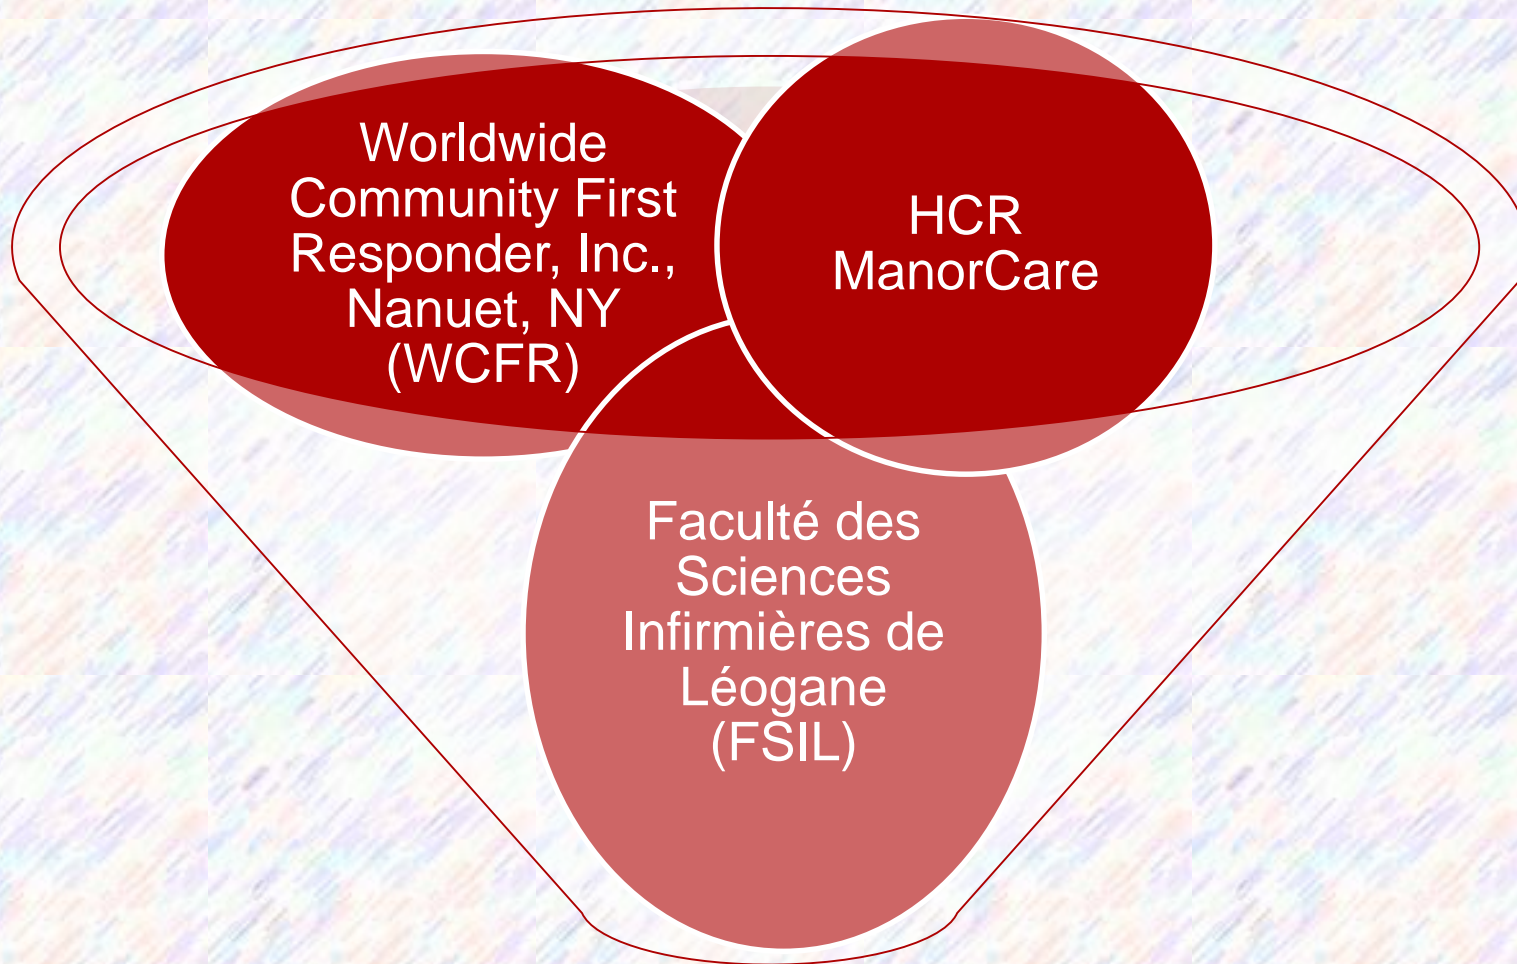 Worldwide
Community First
Responder, Inc.,
Nanuet, NY
(WCFR)
HCR
ManorCare
Faculté des
Sciences
Infirmières de
Léogane
(FSIL)